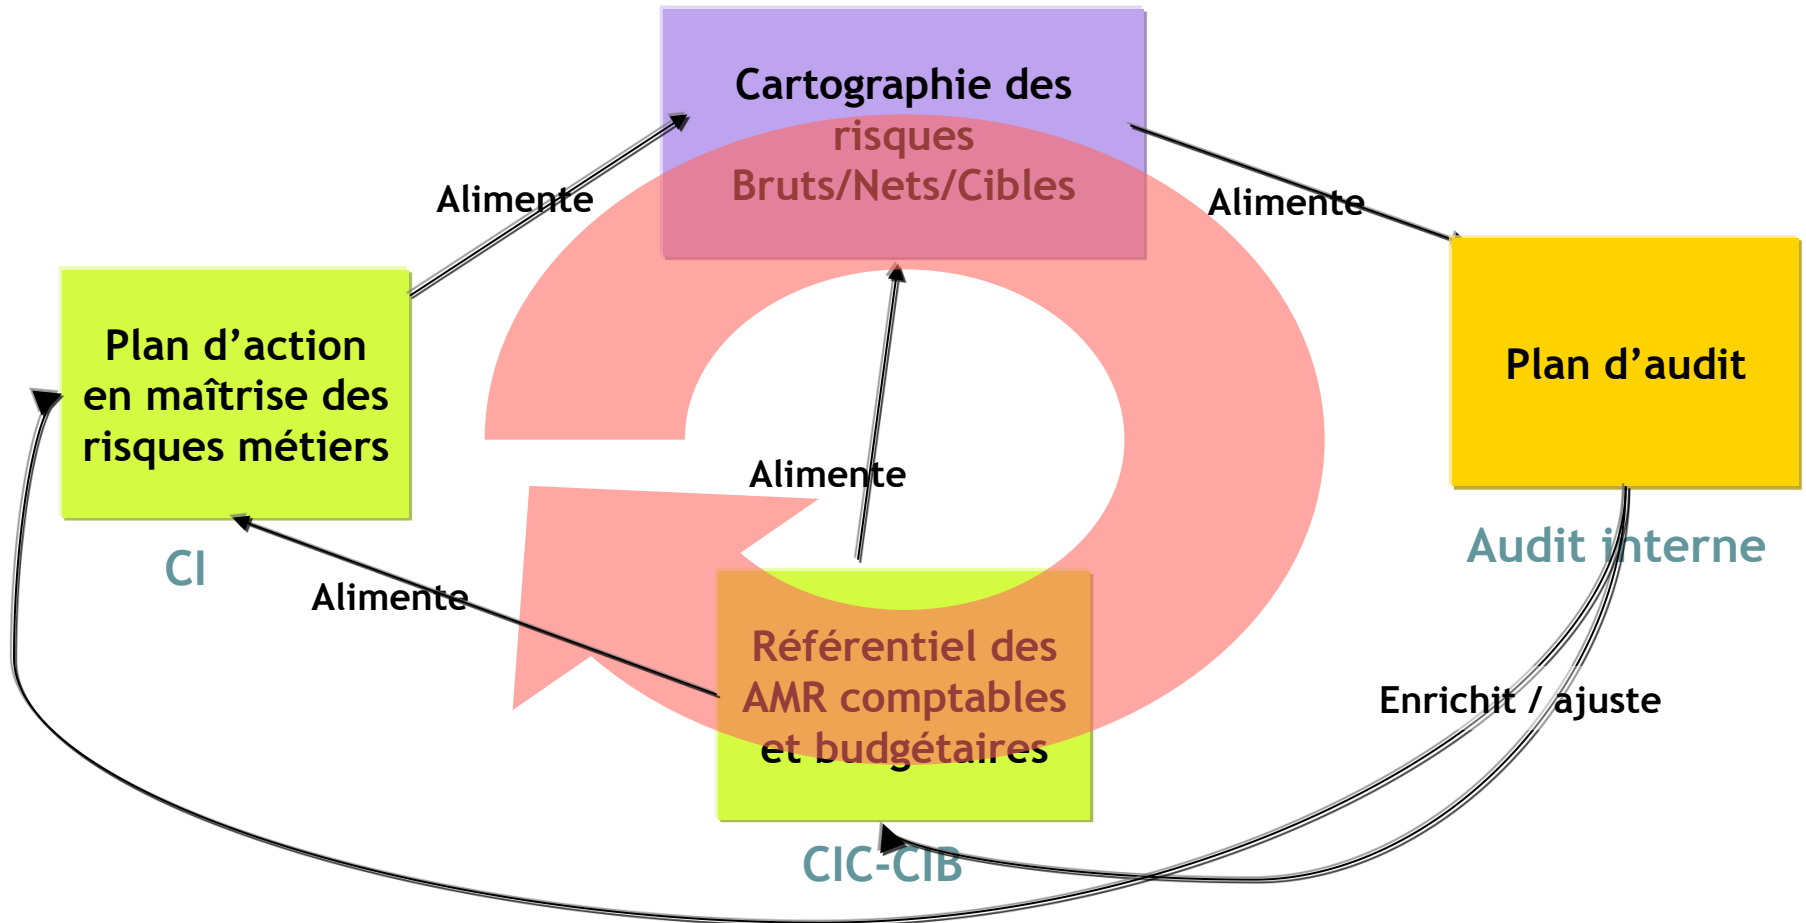 Cartographie des
risques
Bruts/Nets/Cibles
Alimente
Alimente
Plan d’action
en maîtrise des
risques métiers
Plan d’audit
Alimente
CI
Audit interne
Alimente
Référentiel des
AMR comptables
et budgétaires
Enrichit / ajuste
CIC-CIB